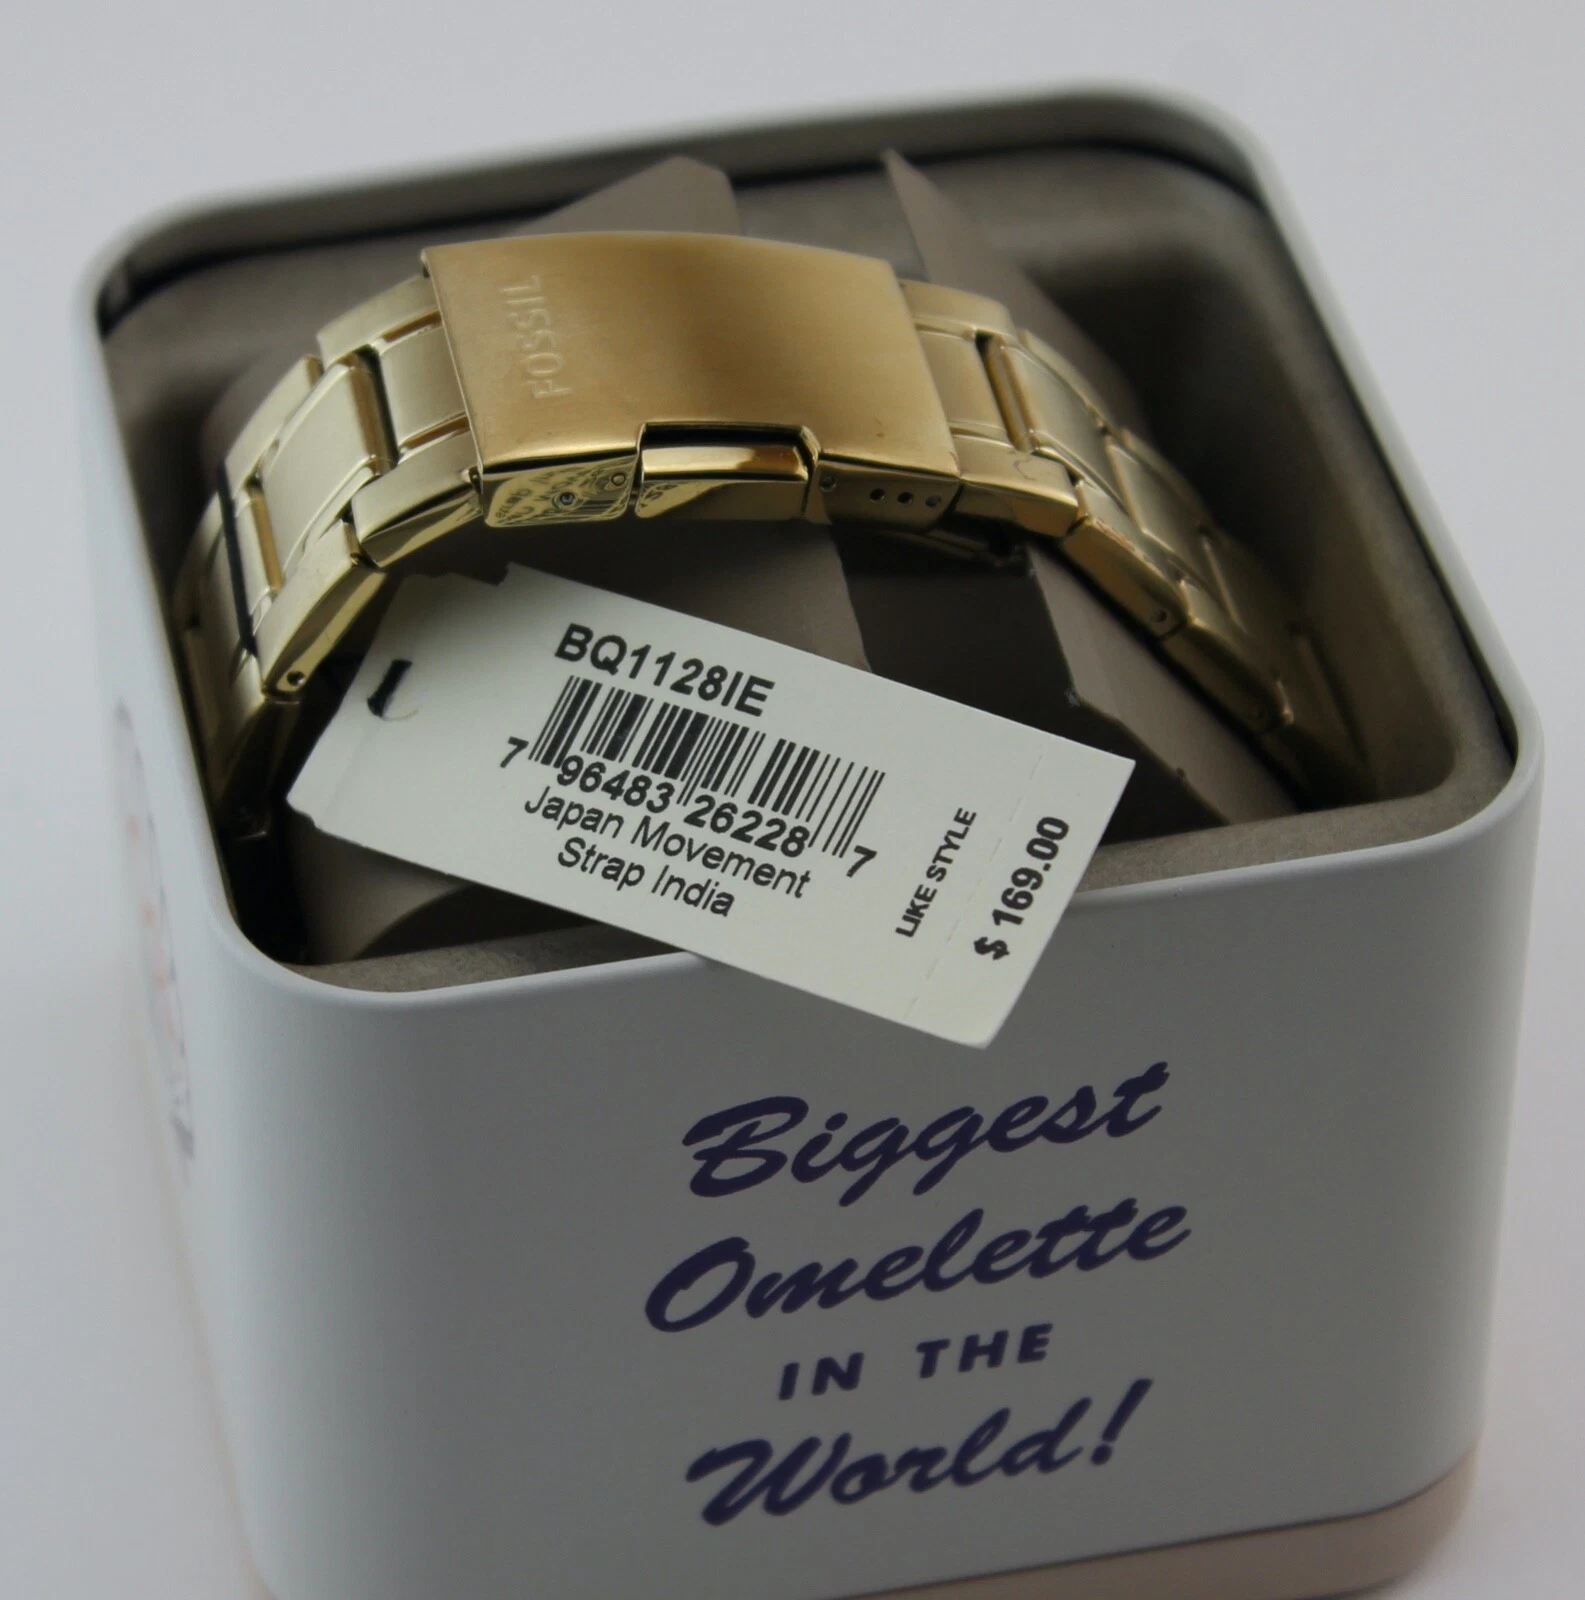 FOSSIL
BQ1128IE
7 96483 26228 7
Japan Movement
Strap India
LIKE STYLE
$ 169.00
Biggest
Omelette
IN THE
World!